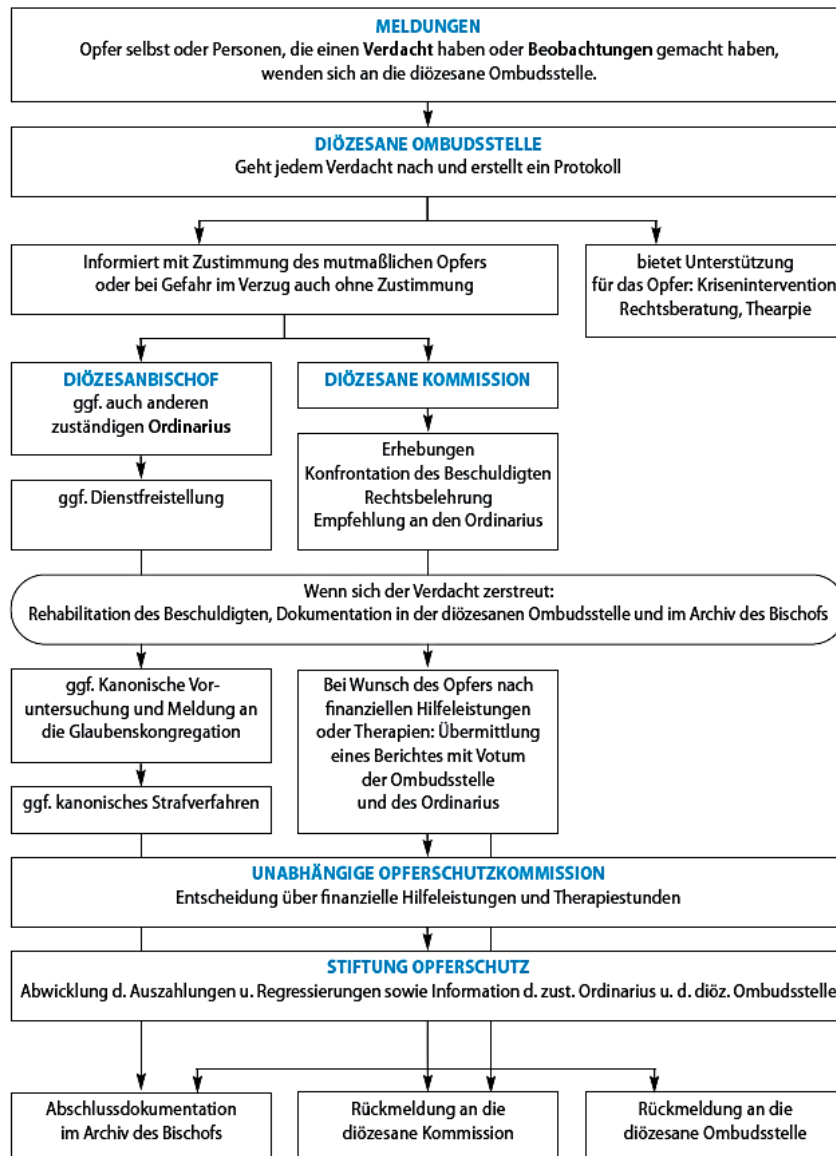 MELDUNGEN
Opfer selbst oder Personen, die einen Verdacht haben oder Beobachtungen gemacht haben,
wenden sich an die diözesane Ombudsstelle.
DIÖZESANE OMBUDSSTELLE
Geht jedem Verdacht nach und erstellt ein Protokoll
Informiert mit Zustimmung des mutmaßlichen Opfers
oder bei Gefahr im Verzug auch ohne Zustimmung
bietet Unterstützung
für das Opfer: Krisenintervention
Rechtsberatung, Thearpie
DIÖZESANBISCHOF
ggf. auch anderen
zuständigen Ordinarius
DIÖZESANE KOMMISSION
ggf. Dienstfreistellung
Erhebungen
Konfrontation des Beschuldigten
Rechtsbelehrung
Empfehlung an den Ordinarius
Wenn sich der Verdacht zerstreut:
Rehabilitation des Beschuldigten, Dokumentation in der diözesanen Ombudsstelle und im Archiv des Bischofs
ggf. Kanonische Vor-
untersuchung und Meldung an
die Glaubenskongregation
Bei Wunsch des Opfers nach
finanziellen Hilfeleistungen
oder Therapien: Übermittlung
eines Berichtes mit Votum
der Ombudsstelle
und des Ordinarius
ggf. kanonisches Strafverfahren
UNABHÄNGIGE OPFERSCHUTZKOMMISSION
Entscheidung über finanzielle Hilfeleistungen und Therapiestunden
STIFTUNG OPFERSCHUTZ
Abwicklung d. Auszahlungen u. Regressierungen sowie Information d. zust. Ordinarius u. d. diöz. Ombudsstelle
Abschlussdokumentation
im Archiv des Bischofs
Rückmeldung an die
diözesane Kommission
Rückmeldung an die
diözesane Ombudsstelle